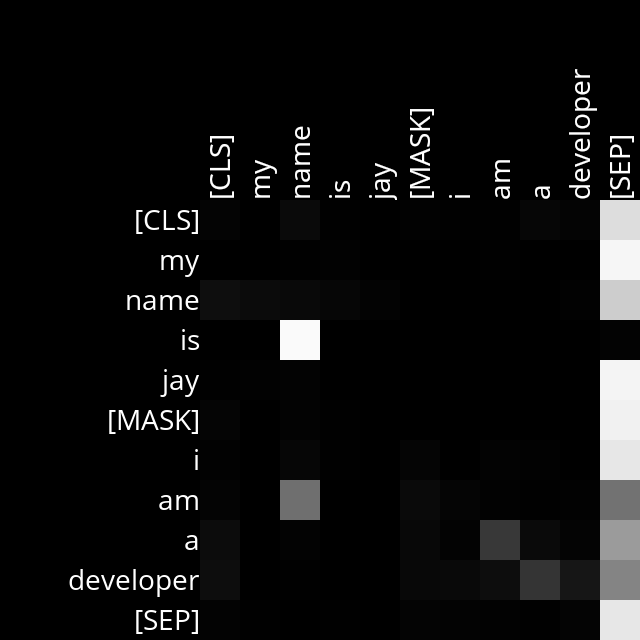 [CLS] my name is jay [MASK] i am a developer [SEP]
[CLS]
my
name
is
jay
[MASK]
i
am
a
developer
[SEP]